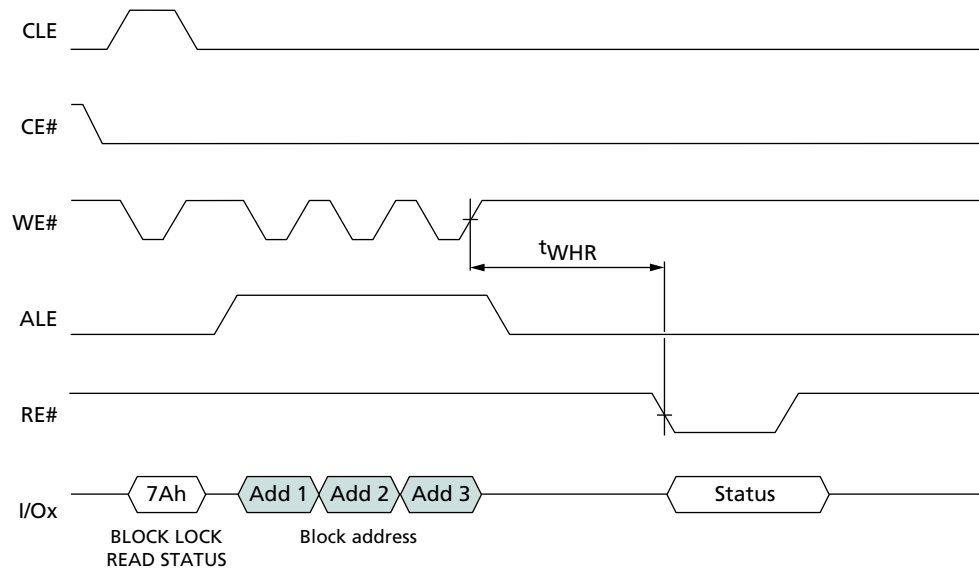 CLE
CE#
WE#
tWHR
ALE
RE#
I/Ox
7Ah
Add 1
Add 2
Add 3
Status
BLOCK LOCK
READ STATUS
Block address